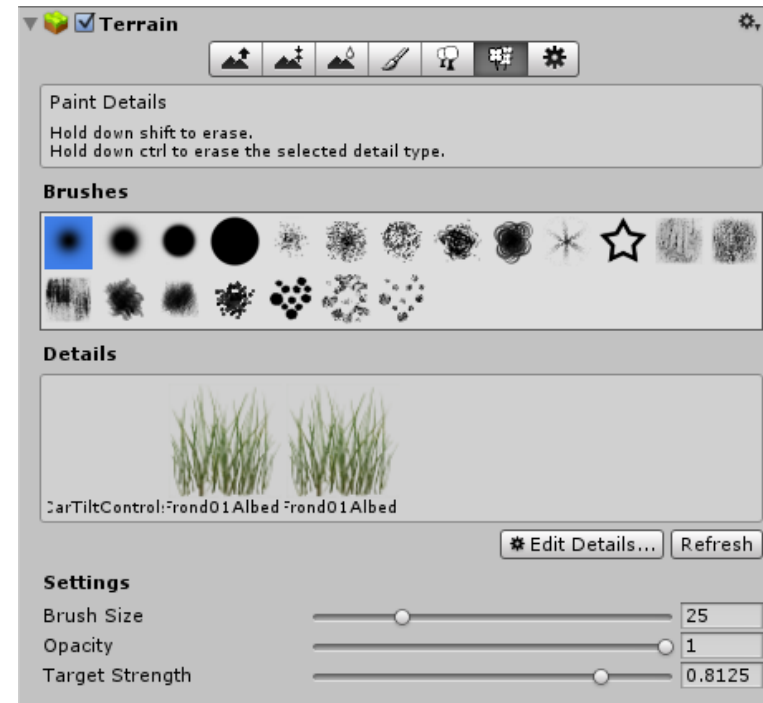 Terrain
Paint Details
Hold down shift to erase.
Hold down ctrl to erase the selected detail type.
Brushes
Details
CarTiltControls Frond01Albed Frond01Albed
Edit Details... Refresh
Settings
Brush Size 25
Opacity 1
Target Strength 0.8125